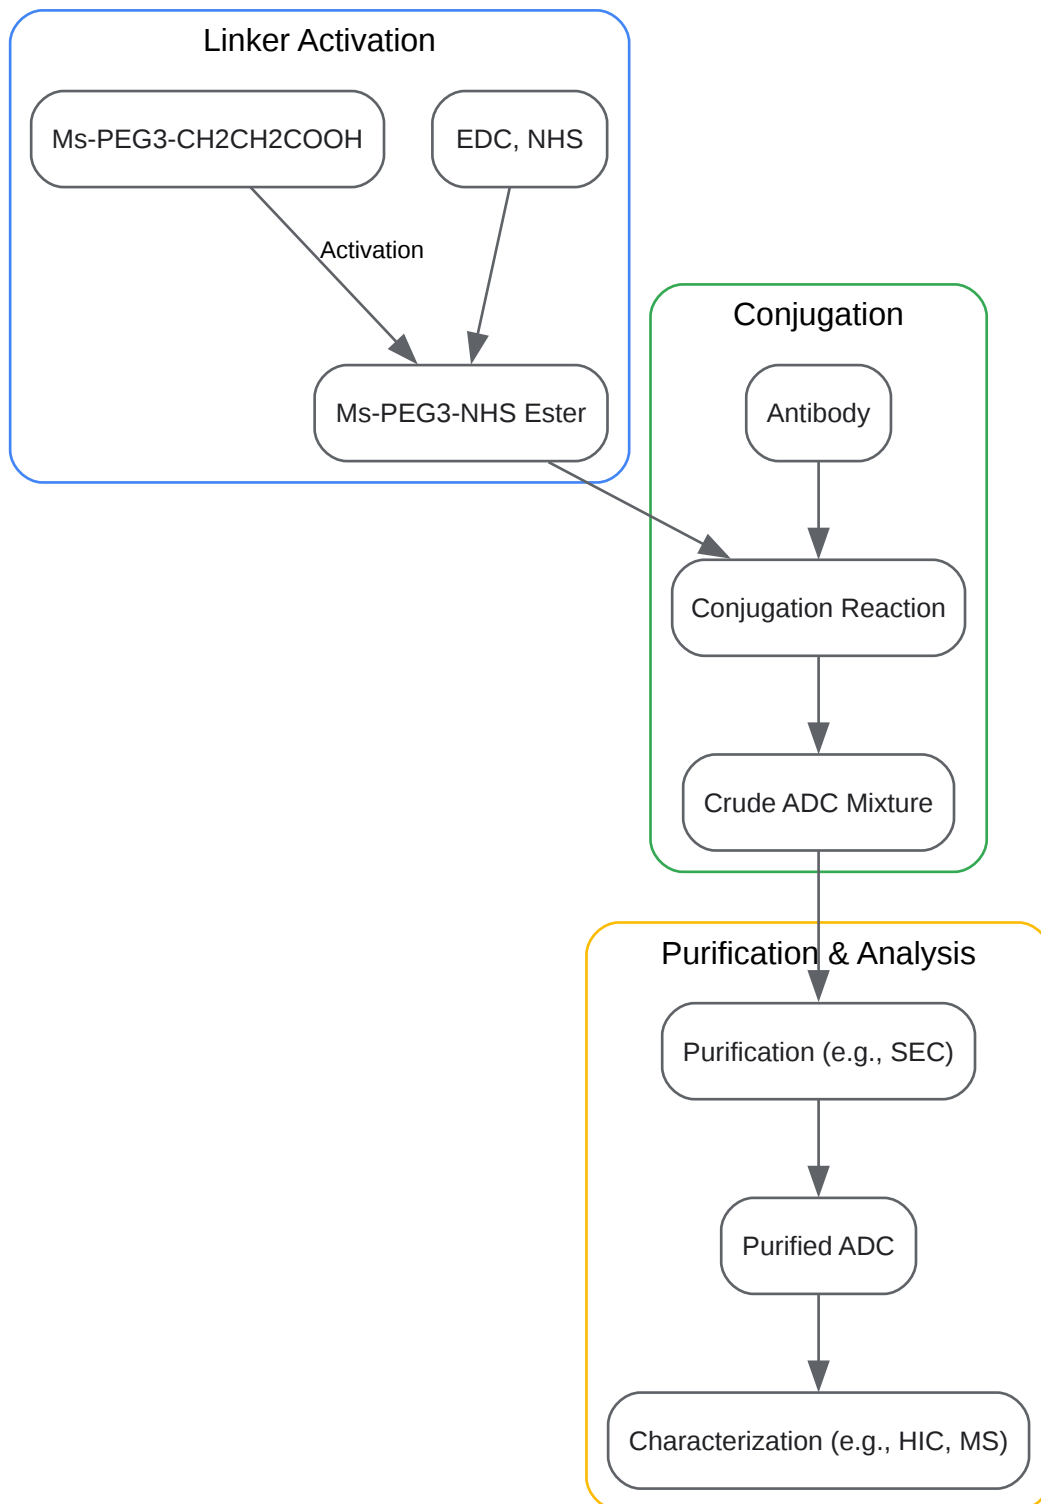 Linker Activation
Ms-PEG3-CH2CH2COOH
EDC, NHS
Activation
Ms-PEG3-NHS Ester
Conjugation
Antibody
Conjugation Reaction
Crude ADC Mixture
Purification & Analysis
Purification (e.g., SEC)
Purified ADC
Characterization (e.g., HIC, MS)